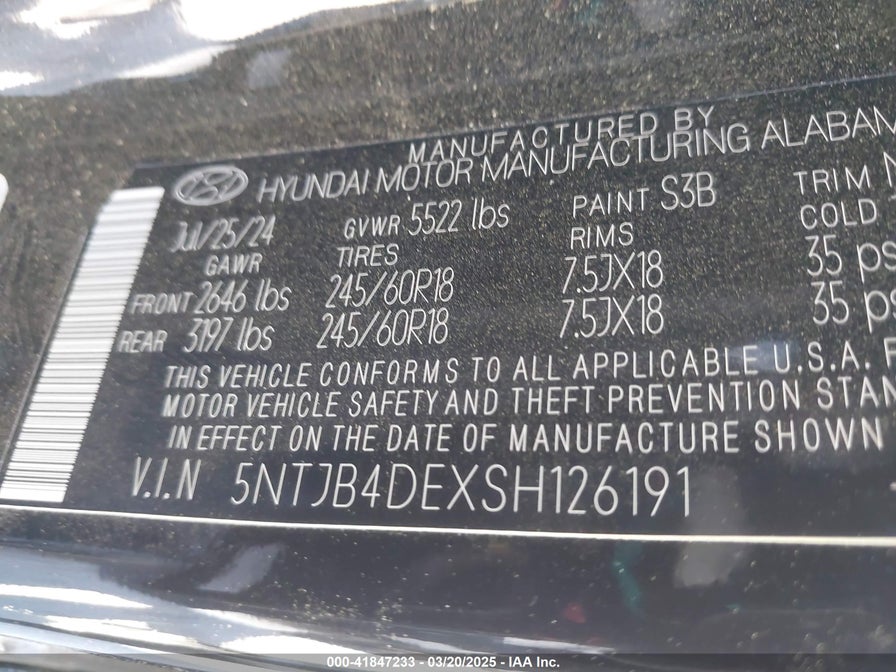 MANUFACTURED BY
HYUNDAI MOTOR MANUFACTURING ALABAM
Jul/25/24 GVWR 5522 lbs PAINT S3B TRIM
GAWR TIRES RIMS COLD
FRONT 2646 lbs 245/60R18 7.5JX18 35 ps
REAR 3197 lbs 245/60R18 7.5JX18 35 p
THIS VEHICLE CONFORMS TO ALL APPLICABLE U.S.A. F
MOTOR VEHICLE SAFETY AND THEFT PREVENTION STAN
IN EFFECT ON THE DATE OF MANUFACTURE SHOWN
V.I.N 5NTJB4DEXSH126191
000-41847233 - 03/20/2025 - IAA Inc.